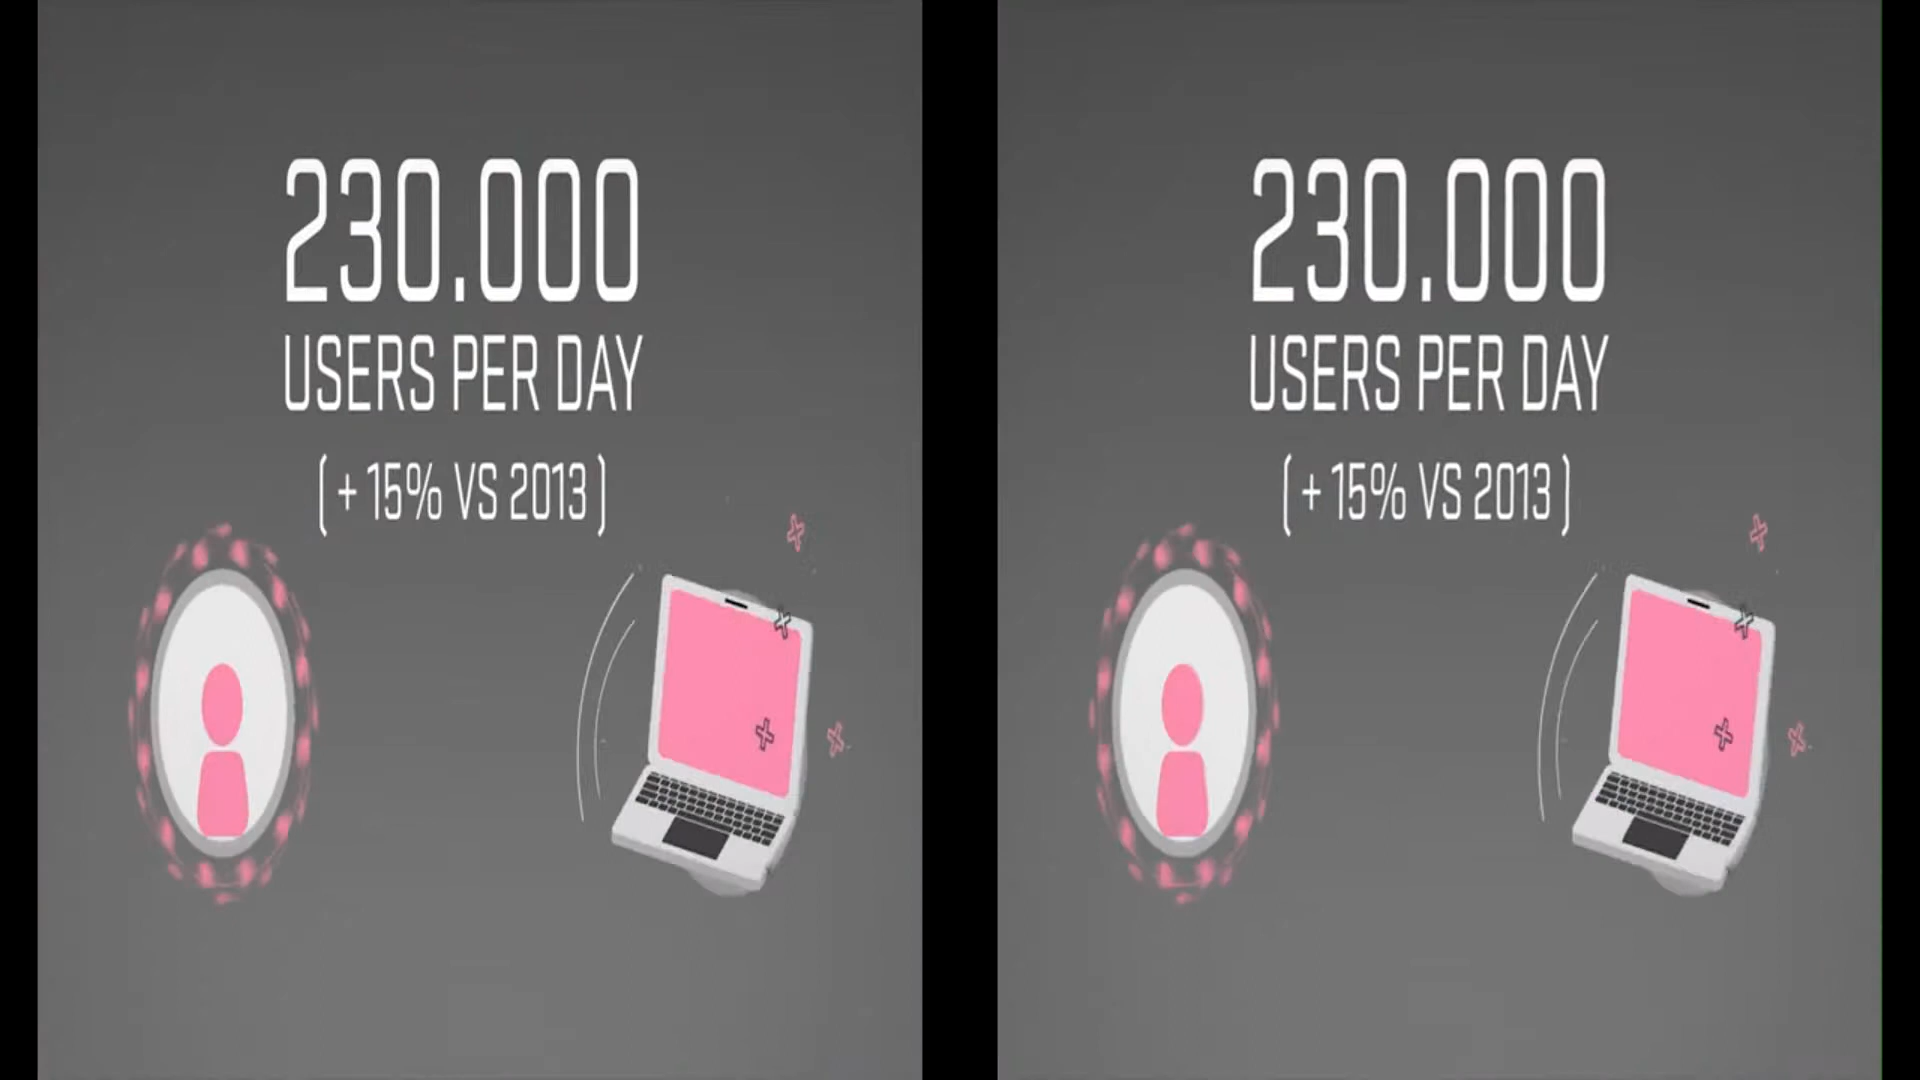 230.000
USERS PER DAY
( + 15% VS 2013 )
230.000
USERS PER DAY
( + 15% VS 2013 )